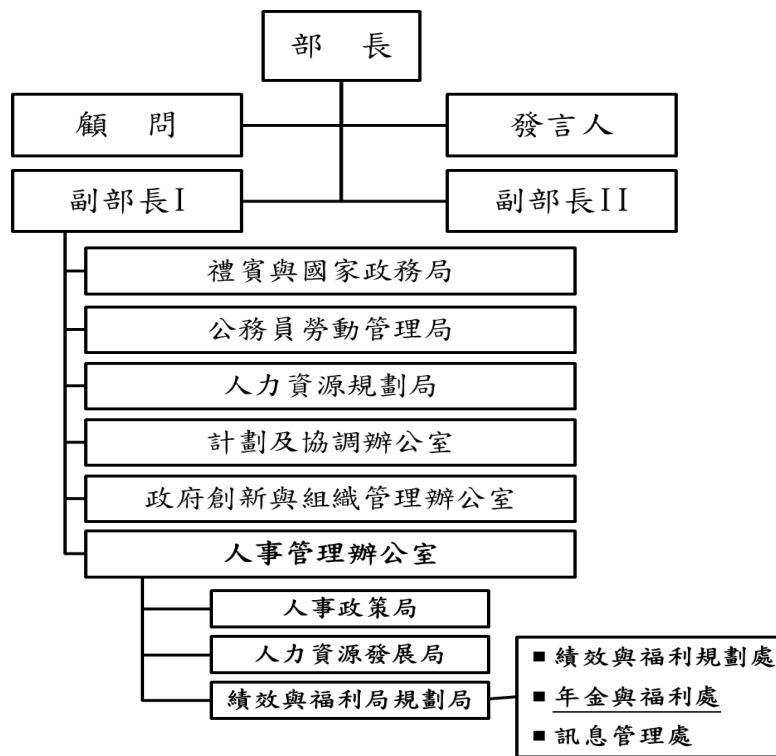 部 長
顧 問
發言人
副部長I
副部長II
禮賓與國家政務局
公務員勞動管理局
人力資源規劃局
計劃及協調辦公室
政府創新與組織管理辦公室
人事管理辦公室
人事政策局
人力資源發展局
績效與福利局規劃局
■ 績效與福利規劃處
■ 年金與福利處
■ 訊息管理處